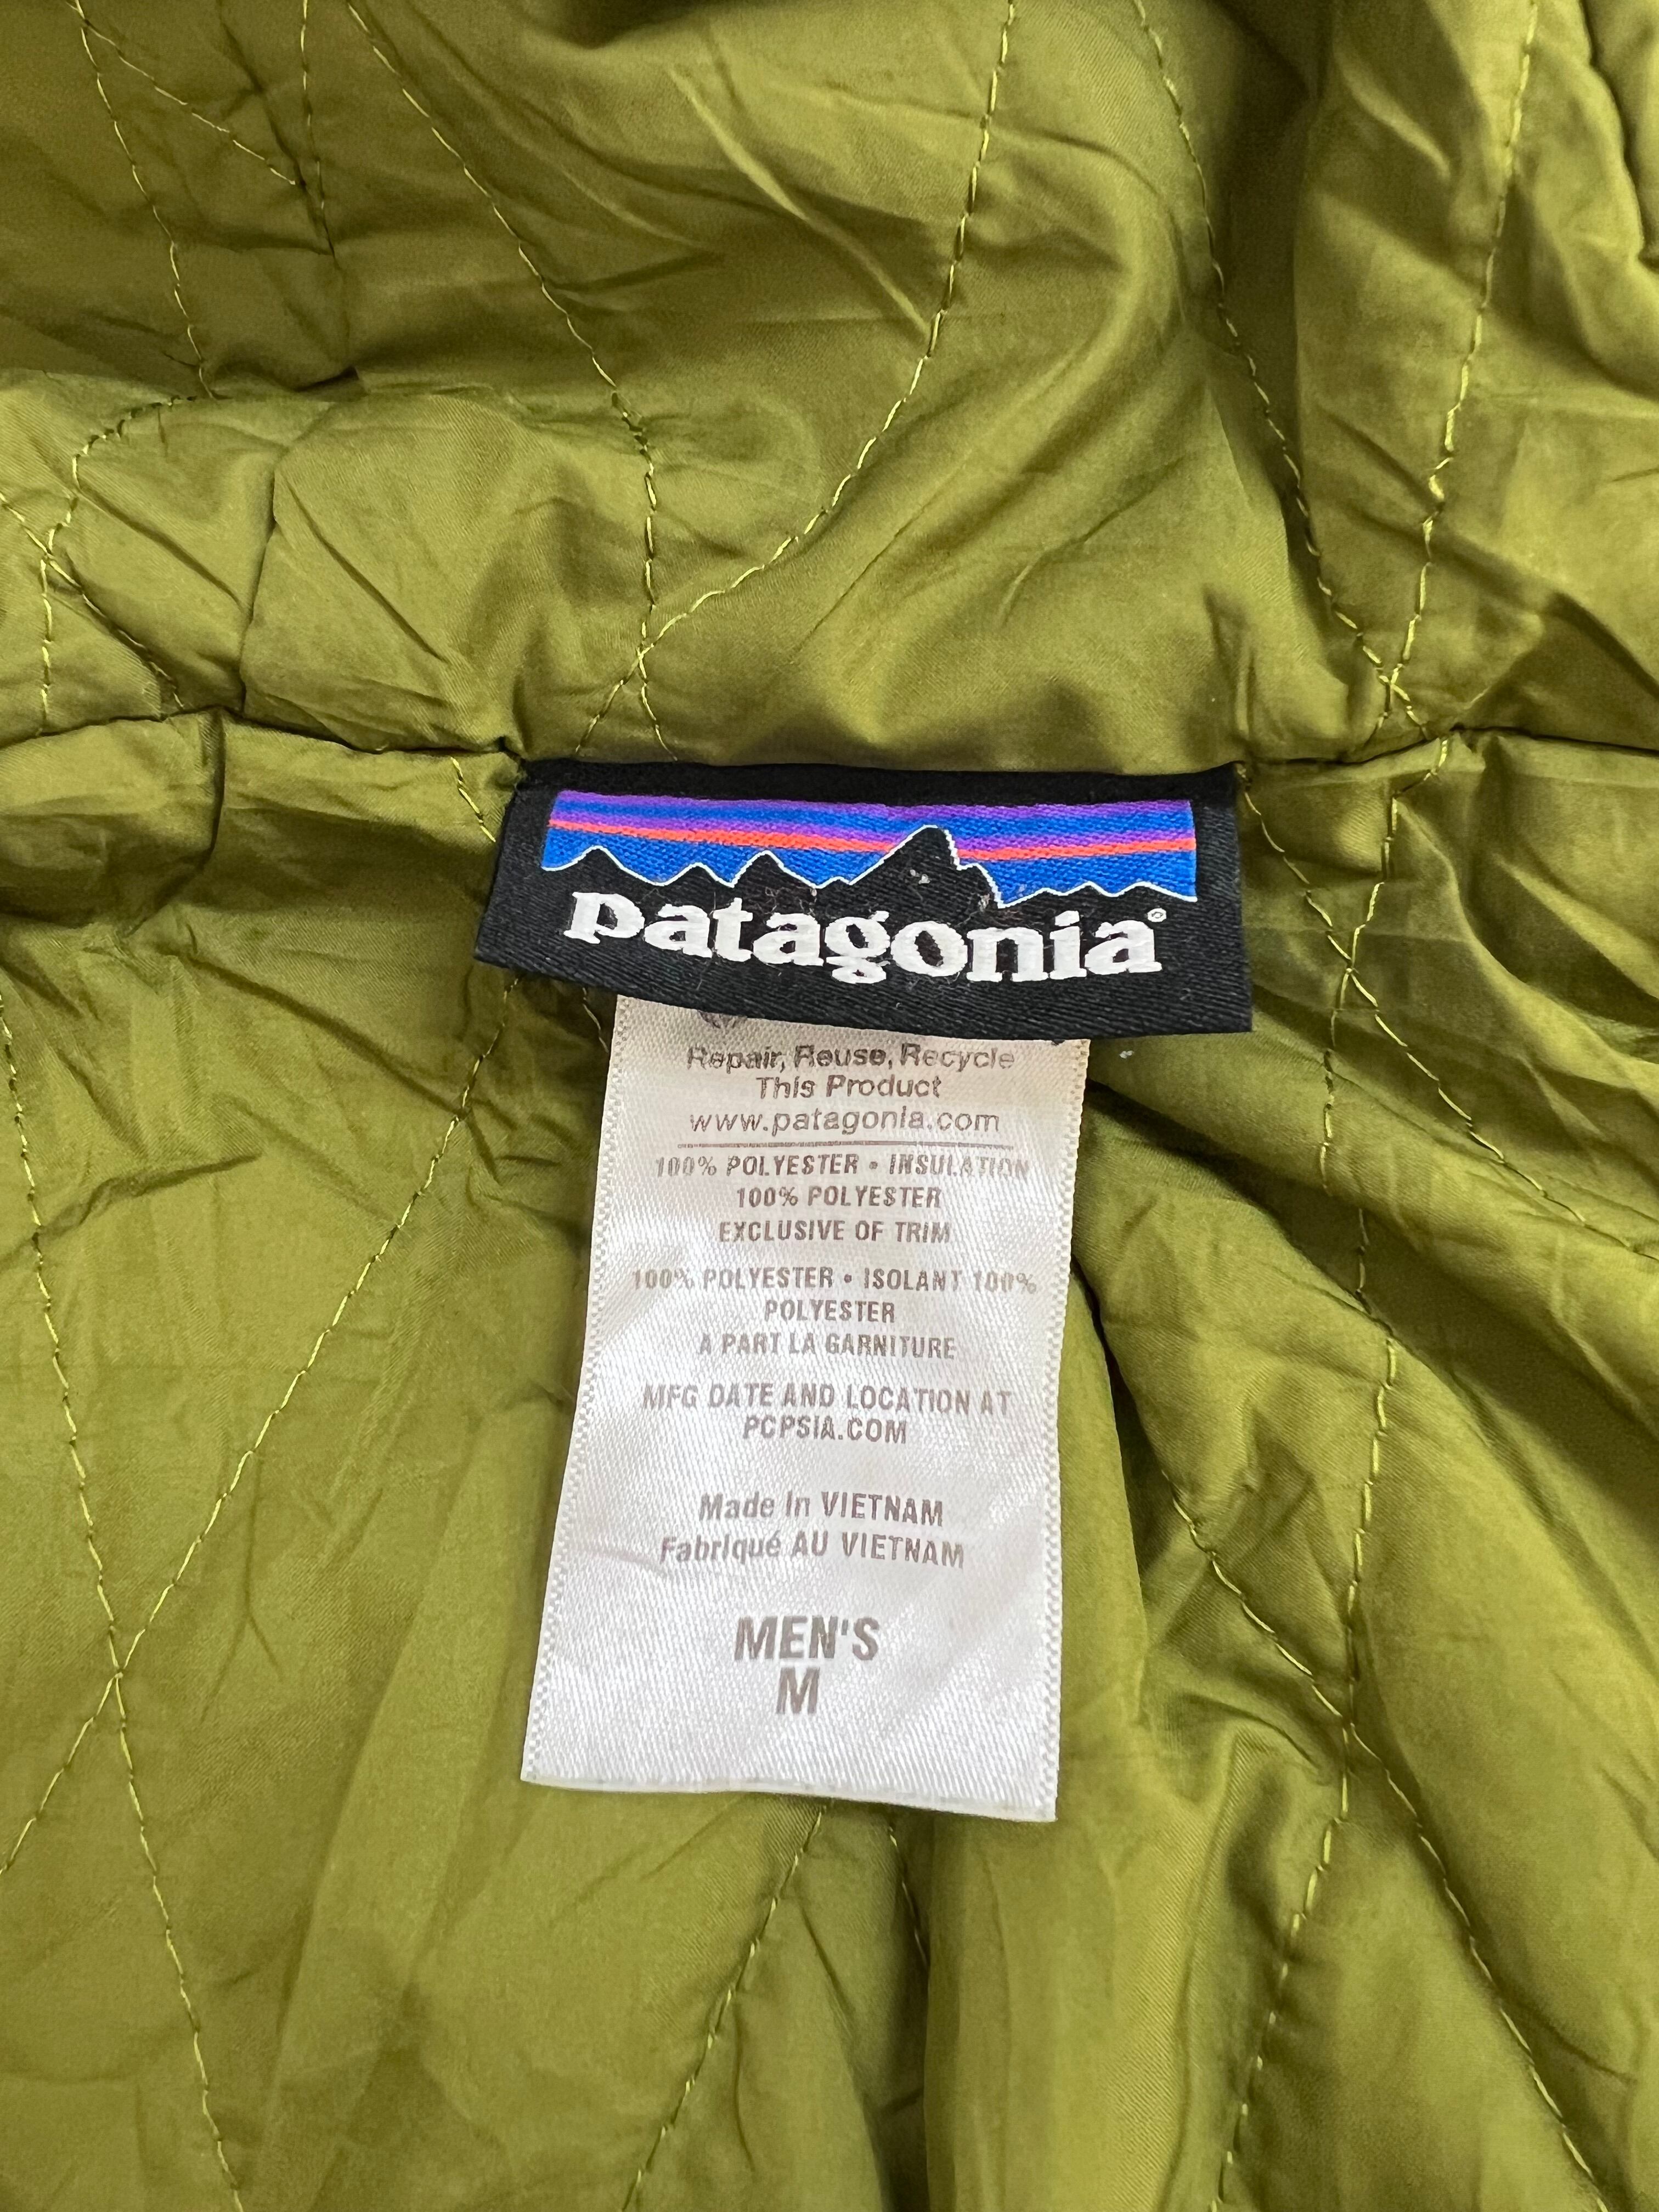 patagonia®
Repair, Reuse, Recycle
This Product
www.patagonia.com
100% POLYESTER • INSULATION
100% POLYESTER
EXCLUSIVE OF TRIM
100% POLYESTER • ISOLANT 100%
POLYESTER
A PART LA GARNITURE
MFG DATE AND LOCATION AT
PCPSIA.COM
Made in VIETNAM
Fabriqué AU VIETNAM
MEN'S
M